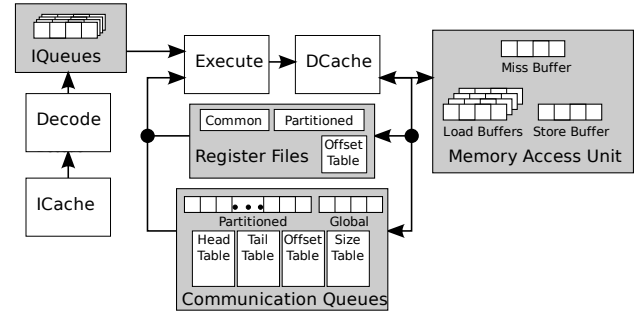 IQueues
Execute
DCache
Miss Buffer
Load Buffers
Store Buffer
Memory Access Unit
Decode
Common
Partitioned
Register Files
Offset
Table
ICache
Partitioned
Global
Head
Table
Tail
Table
Offset
Table
Size
Table
Communication Queues